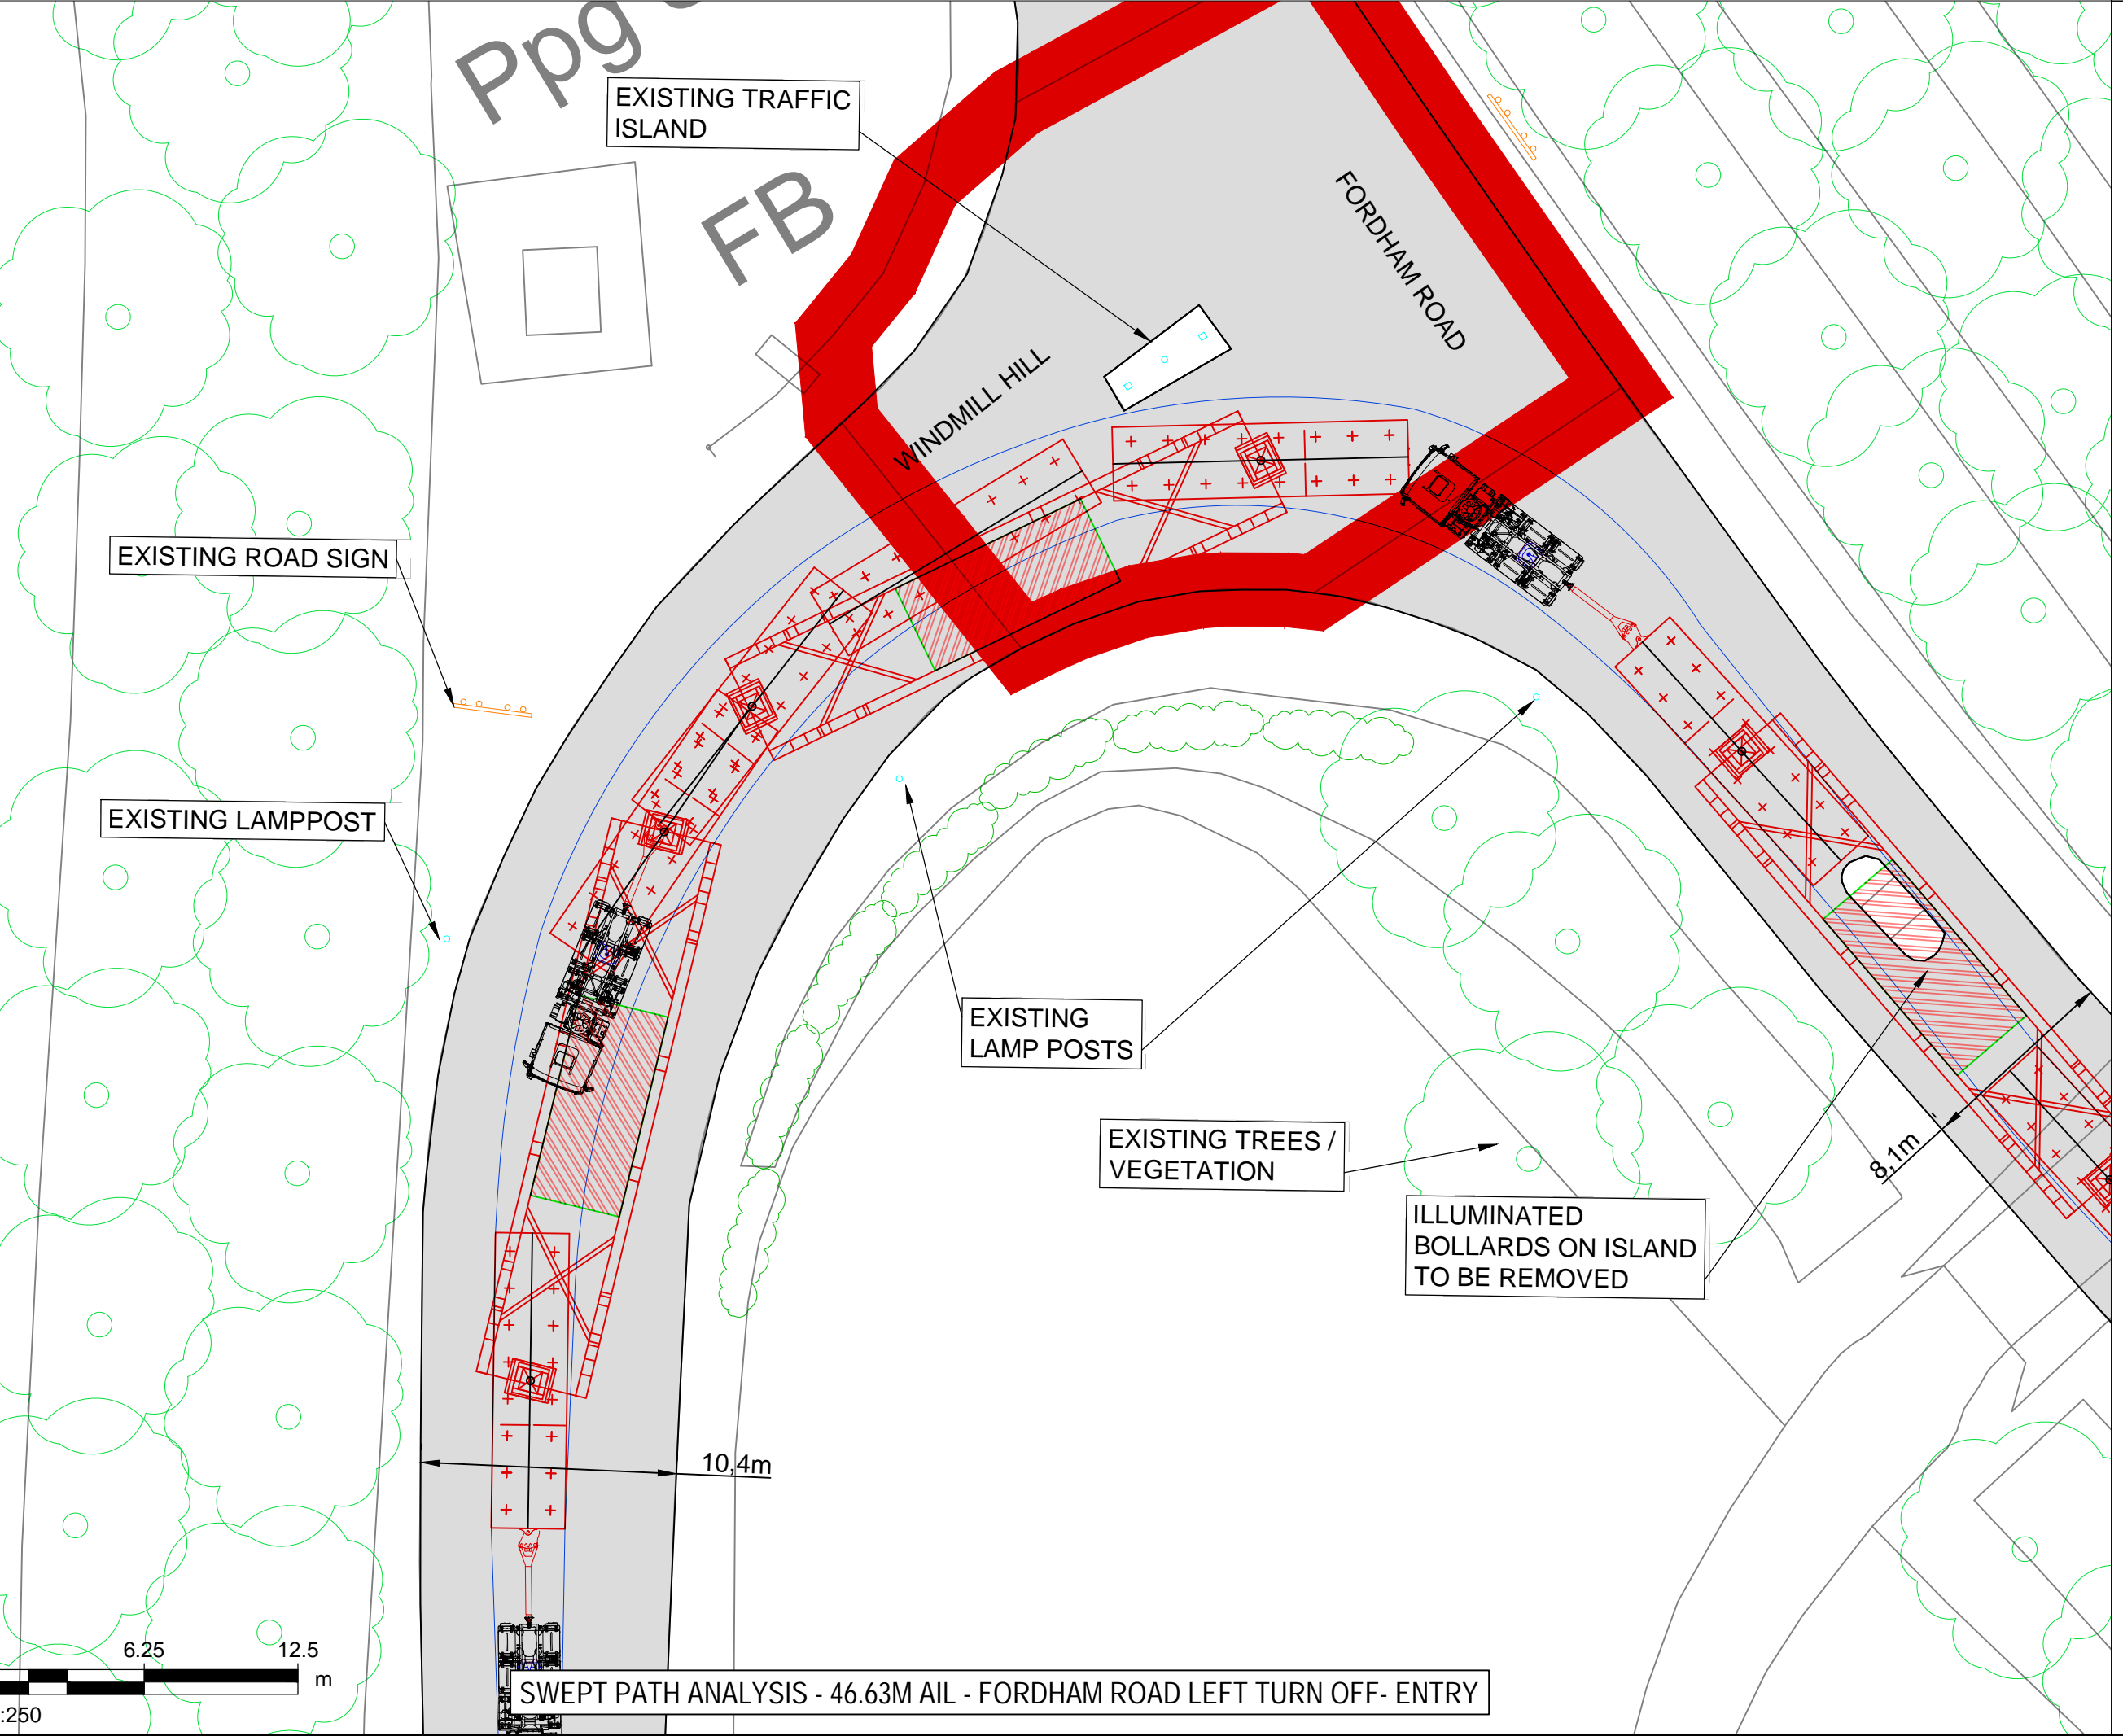 Ppg
EXISTING TRAFFIC
ISLAND
FB
FORDHAM ROAD
WINDMILL HILL
EXISTING ROAD SIGN
EXISTING LAMPPOST
EXISTING
LAMP POSTS
EXISTING TREES /
VEGETATION
ILLUMINATED
BOLLARDS ON ISLAND
TO BE REMOVED
8,1m
10,4m
6.25 12.5
m
:250
SWEPT PATH ANALYSIS - 46.63M AIL - FORDHAM ROAD LEFT TURN OFF- ENTRY